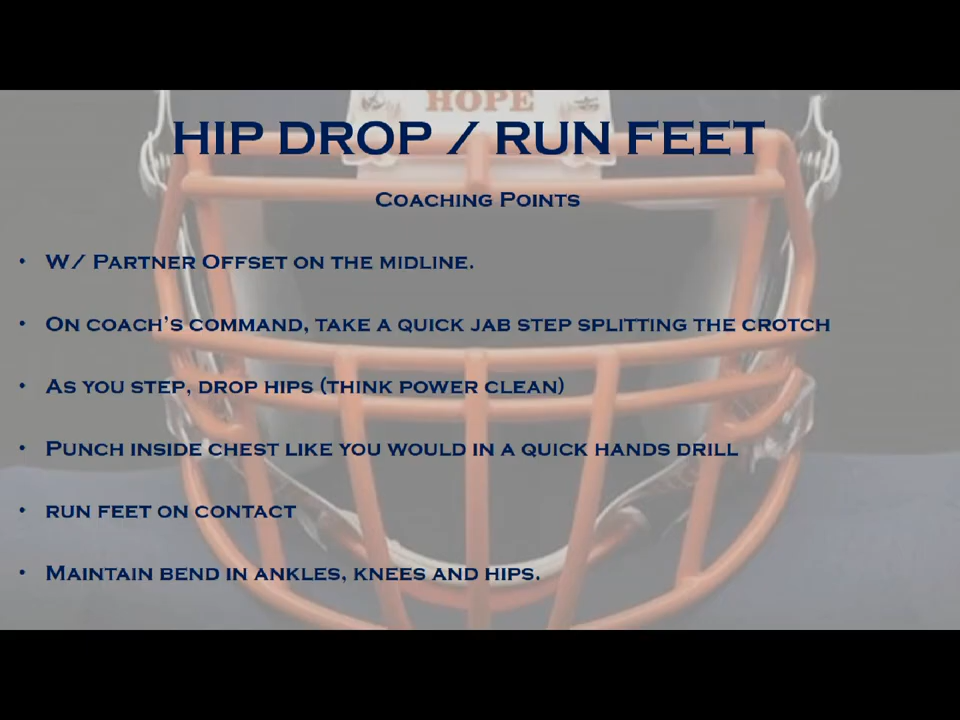 HOPE
HIP DROP / RUN FEET
COACHING POINTS
• W/ PARTNER OFFSET ON THE MIDLINE.
• ON COACH'S COMMAND, TAKE A QUICK JAB STEP SPLITTING THE CROTCH
• AS YOU STEP, DROP HIPS (THINK POWER CLEAN)
• PUNCH INSIDE CHEST LIKE YOU WOULD IN A QUICK HANDS DRILL
• RUN FEET ON CONTACT
• MAINTAIN BEND IN ANKLES, KNEES AND HIPS.